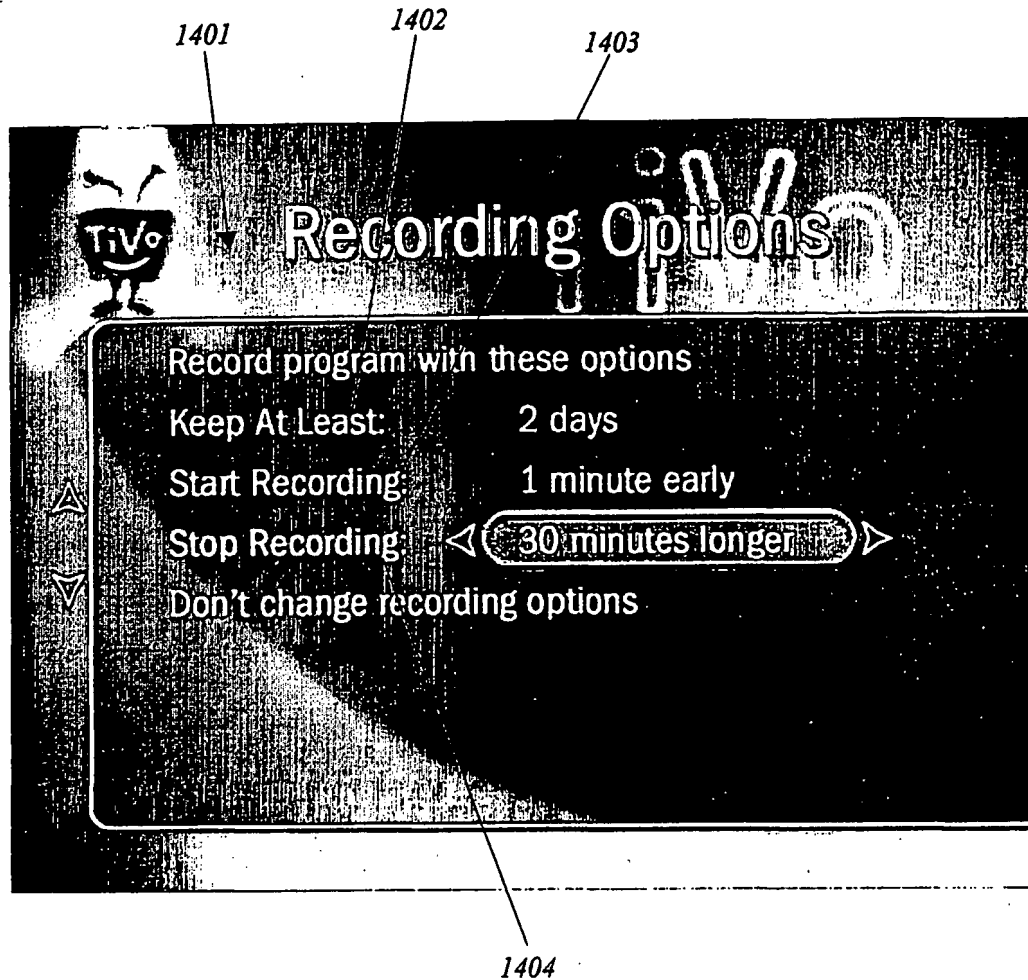 1401
1402
1403
TiVo
TiVo
Recording Options
Record program with these options
Keep At Least: 2 days
Start Recording: 1 minute early
Stop Recording: 30 minutes longer
Don't change recording options
1404